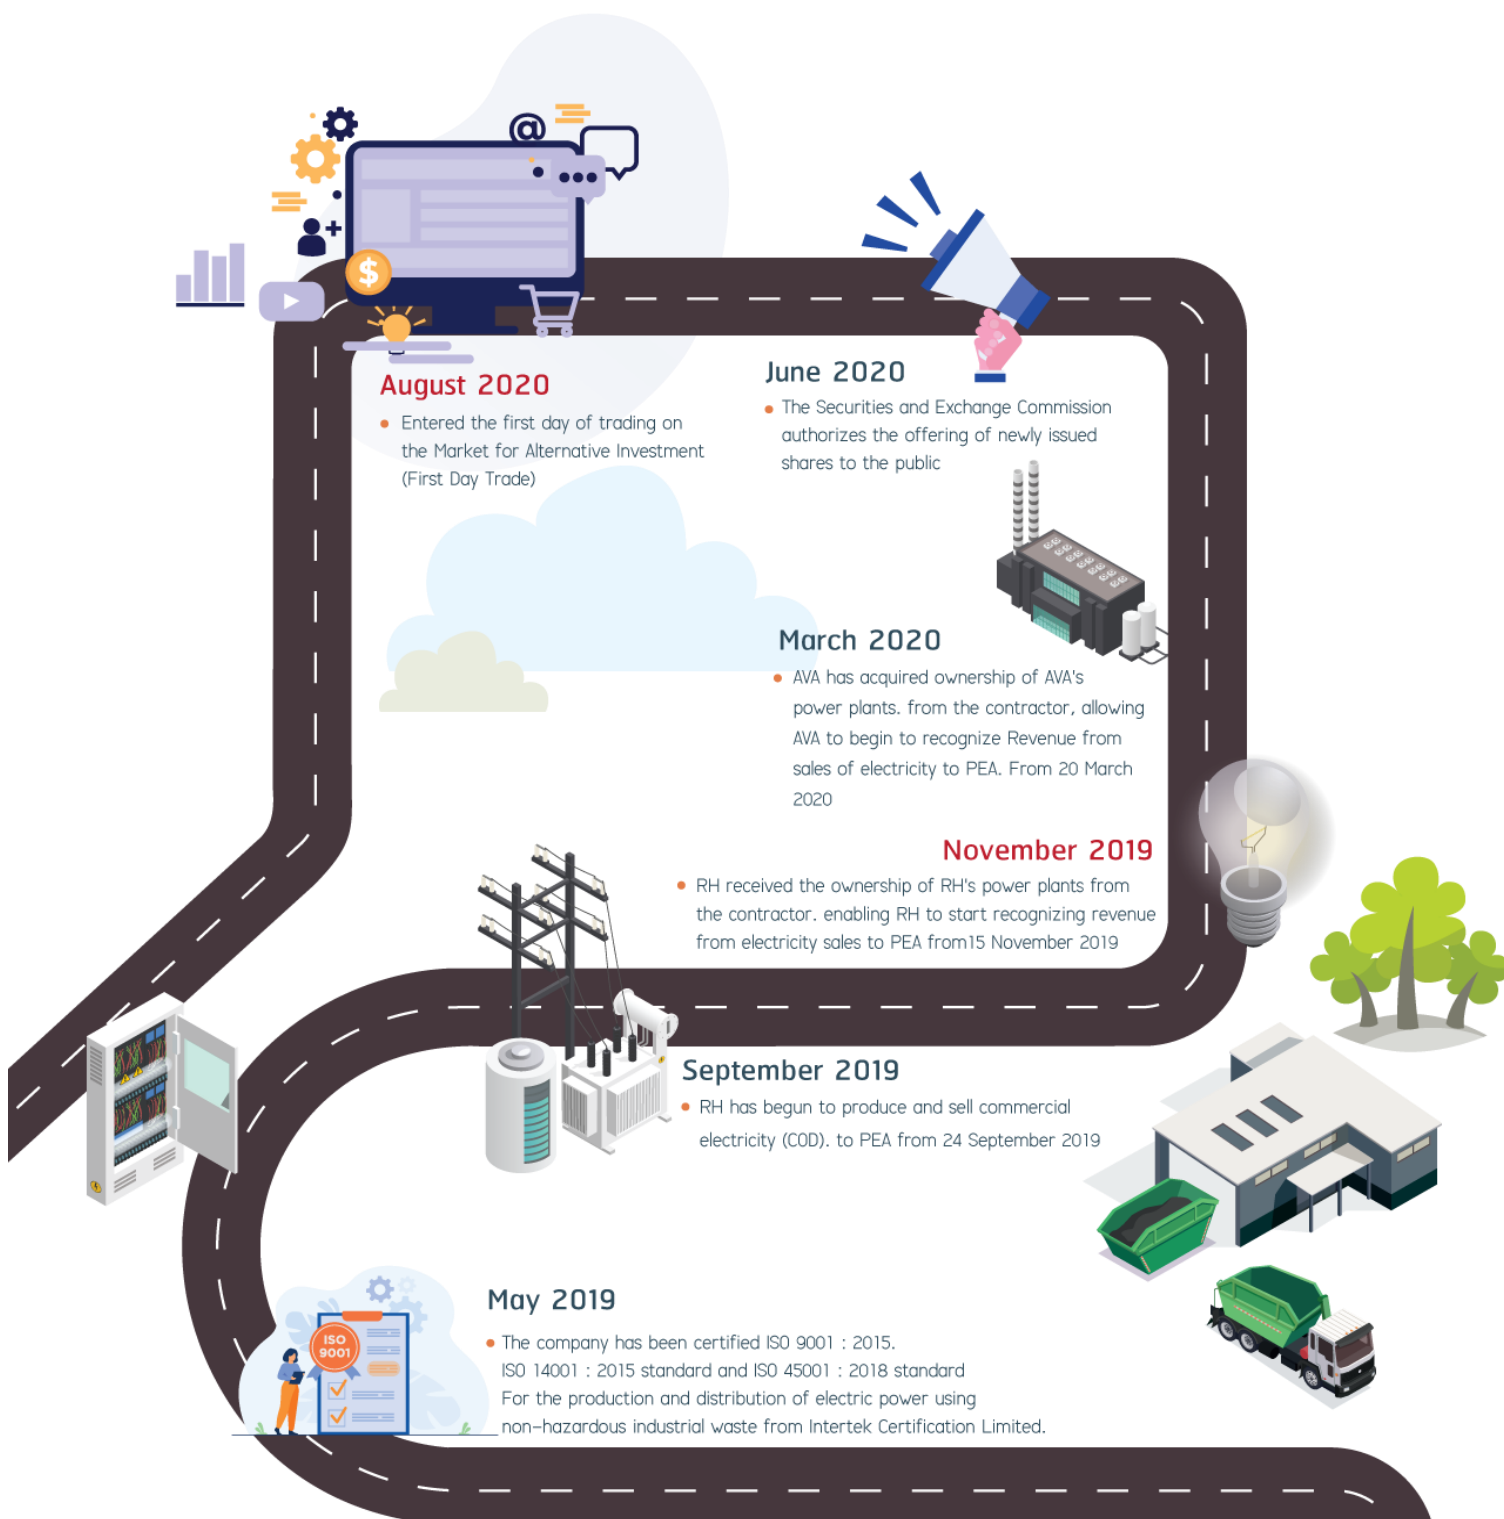 August 2020
• Entered the first day of trading on
the Market for Alternative Investment
(First Day Trade)
June 2020
• The Securities and Exchange Commission
authorizes the offering of newly issued
shares to the public
March 2020
• AVA has acquired ownership of AVA's
power plants. from the contractor, allowing
AVA to begin to recognize Revenue from
sales of electricity to PEA. From 20 March
2020
November 2019
• RH received the ownership of RH's power plants from
the contractor. enabling RH to start recognizing revenue
from electricity sales to PEA from15 November 2019
September 2019
• RH has begun to produce and sell commercial
electricity (COD). to PEA from 24 September 2019
May 2019
• The company has been certified ISO 9001 : 2015.
ISO 14001 : 2015 standard and ISO 45001 : 2018 standard
For the production and distribution of electric power using
non-hazardous industrial waste from Intertek Certification Limited.
ISO
9001
@
$